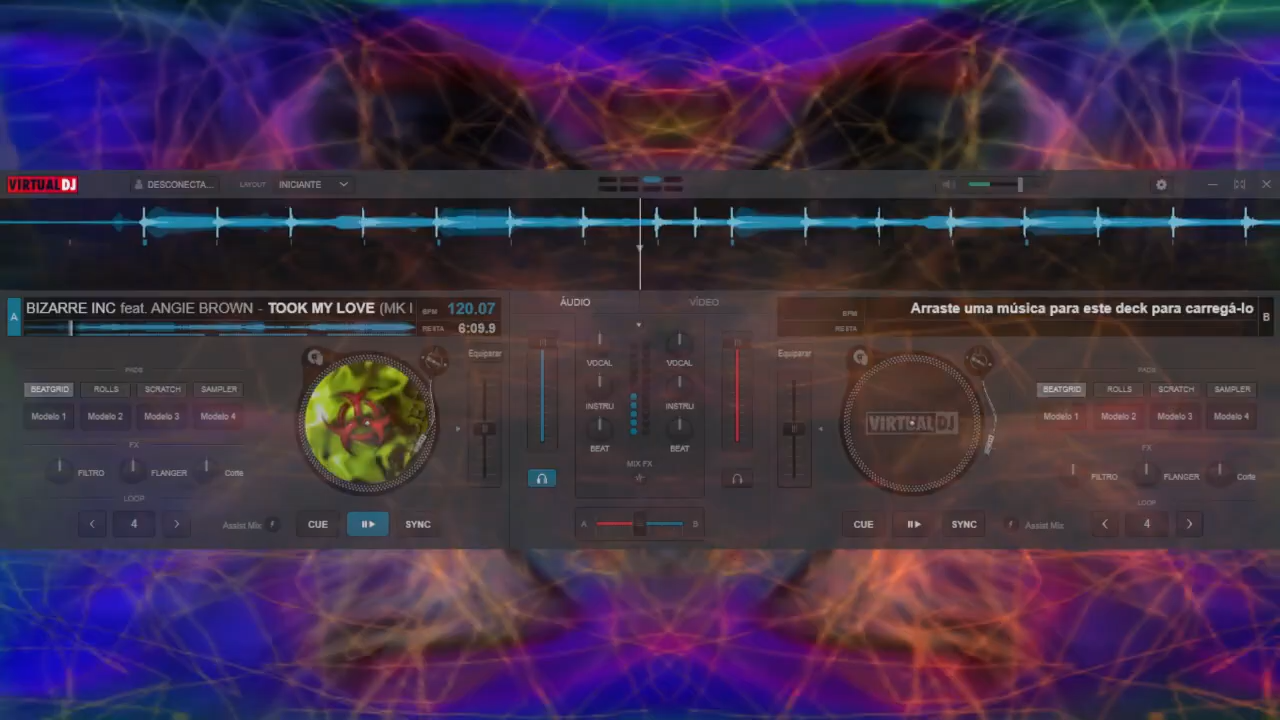 VIRTUALDJ
DESCONECTA... LAYOUT INICIANTE
A BIZARRE INC feat. ANGIE BROWN - TOOK MY LOVE (MK I BPM 120.07
RESTA 6:09.9
ÁUDIO VÍDEO
BPM
RESTA
Arraste uma música para este deck para carregá-lo B
PADS
BEATGRID ROLLS SCRATCH SAMPLER
Modelo 1 Modelo 2 Modelo 3 Modelo 4
FX
FILTRO FLANGER Corte
LOOP
4 Assist Mix CUE SYNC
Equiparar
VOCAL VOCAL
INSTRU INSTRU
BEAT BEAT
MIX FX
A B
Equiparar
VIRTUALDJ
PADS
BEATGRID ROLLS SCRATCH SAMPLER
Modelo 1 Modelo 2 Modelo 3 Modelo 4
FX
FILTRO FLANGER Corte
LOOP
CUE SYNC Assist Mix 4